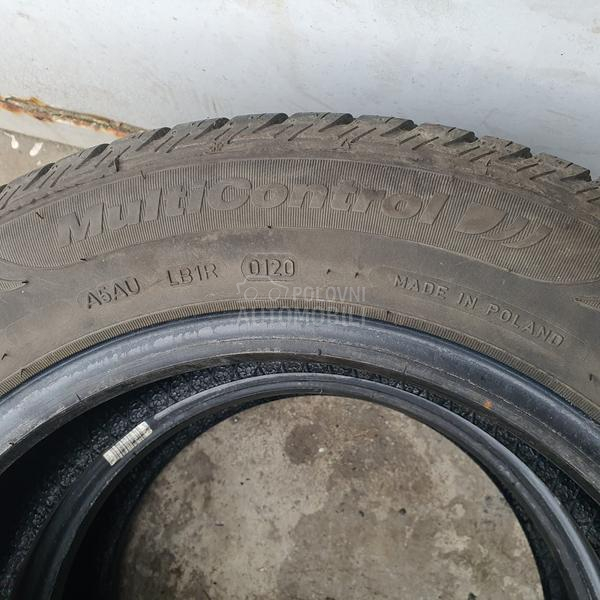 MultiControl
A5AU LB1R 0120 MADE IN POLAND
POLOVNI
AUTOMOBILI